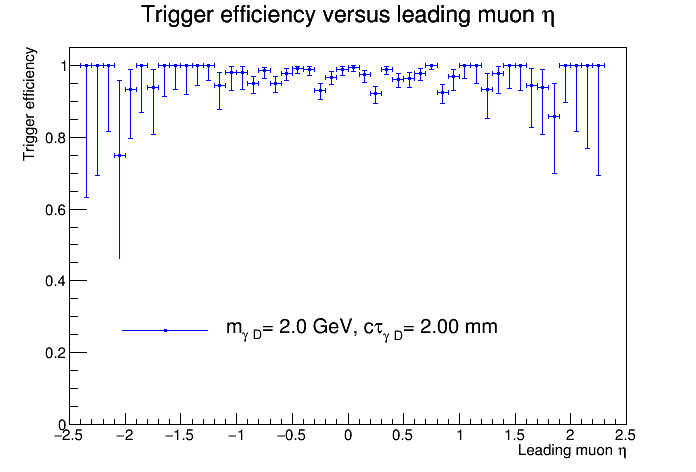 Trigger efficiency versus leading muon η
Trigger efficiency
1
0.8
0.6
0.4
0.2
0
m_γ D= 2.0 GeV, cτ_γ D= 2.00 mm
−2.5 −2 −1.5 −1 −0.5 0 0.5 1 1.5 2 2.5
Leading muon η